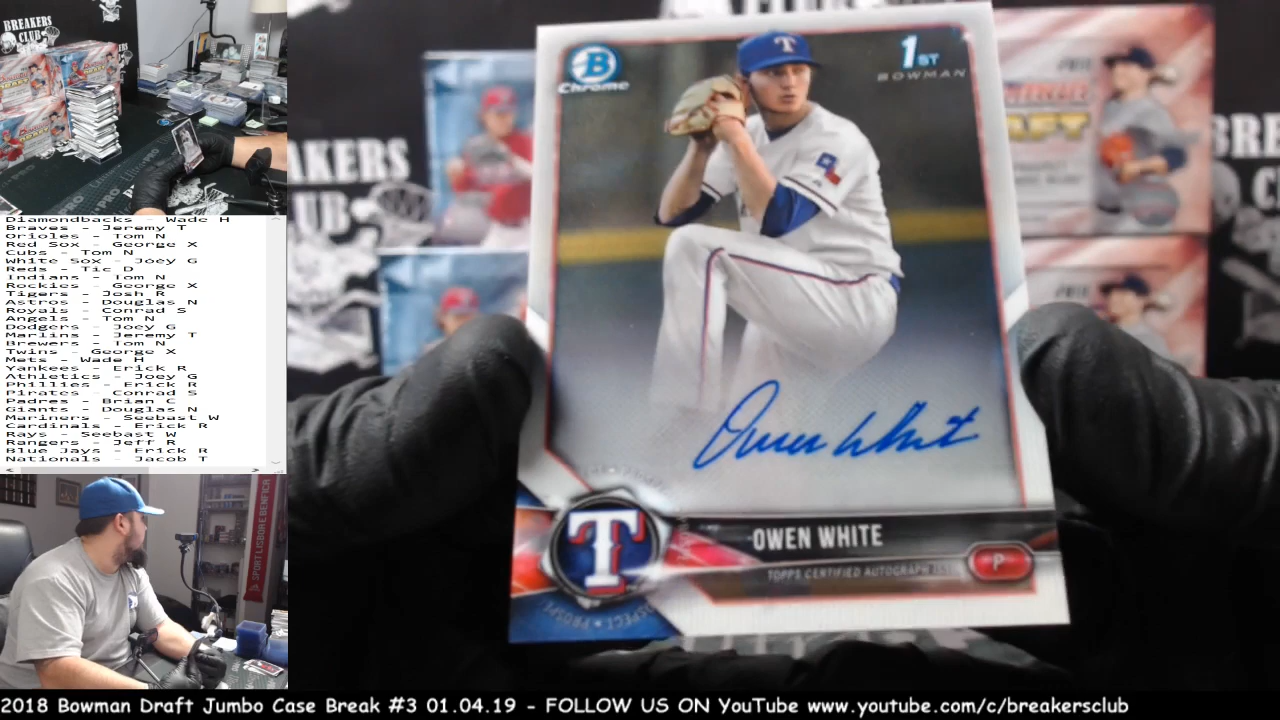 BREAKERS
CLUB
Diamondbacks - Wade H
Braves - Jeremy T
Orioles - Tom N
Red Sox - George X
Cubs - Tom N
White Sox - Joey G
Reds - Tic D
Indians - Tom N
Rockies - George X
Tigers - Josh R
Astros - Douglas N
Royals - Conrad S
Angels - Tom N
Dodgers - Joey G
Marlins - Jeremy T
Brewers - Tom N
Twins - George X
Mets - Wade H
Yankees - Erick R
Athletics - Joey G
Phillies - Erick R
Pirates - Conrad S
Padres - Brian C
Giants - Douglas N
Mariners - Seebast W
Cardinals - Erick R
Rays - Seebast W
Rangers - Jeff R
Blue Jays - Erick R
Nationals - Jacob T
SPORT LISBOA E BENFICA
B
Chrome
1ST
BOWMAN
T
Owen White
T
OWEN WHITE
TOPPS CERTIFIED AUTOGRAPH
P
2018 Bowman Draft Jumbo Case Break #3 01.04.19 - FOLLOW US ON YouTube www.youtube.com/c/breakersclub